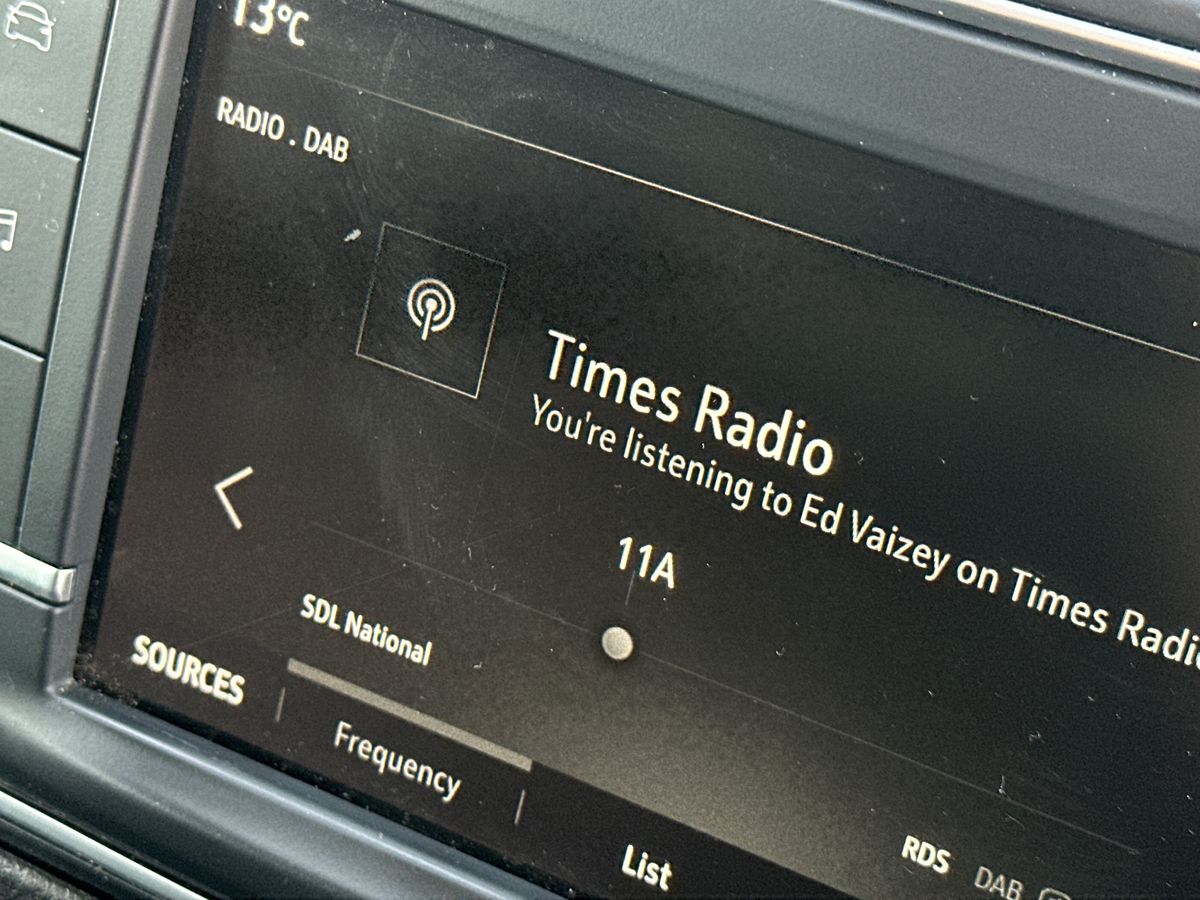 13°C
RADIO . DAB
Times Radio
You're listening to Ed Vaizey on Times Radio
11A
SDL National
SOURCES
Frequency
List
RDS
DAB